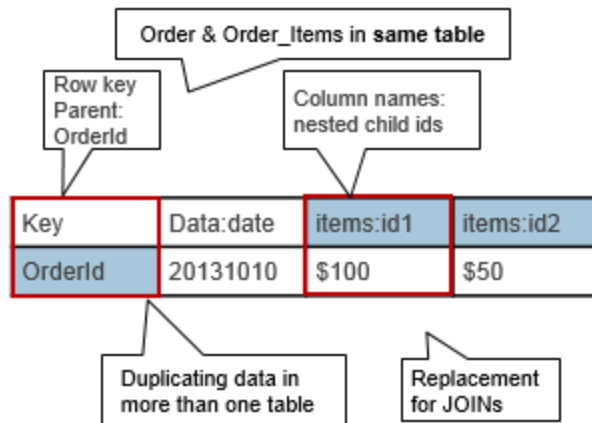 Order & Order_Items in same table
Row key
Parent:
OrderId
Column names:
nested child ids
Key Data:date items:id1 items:id2
OrderId 20131010 $100 $50
Duplicating data in
more than one table
Replacement
for JOINs